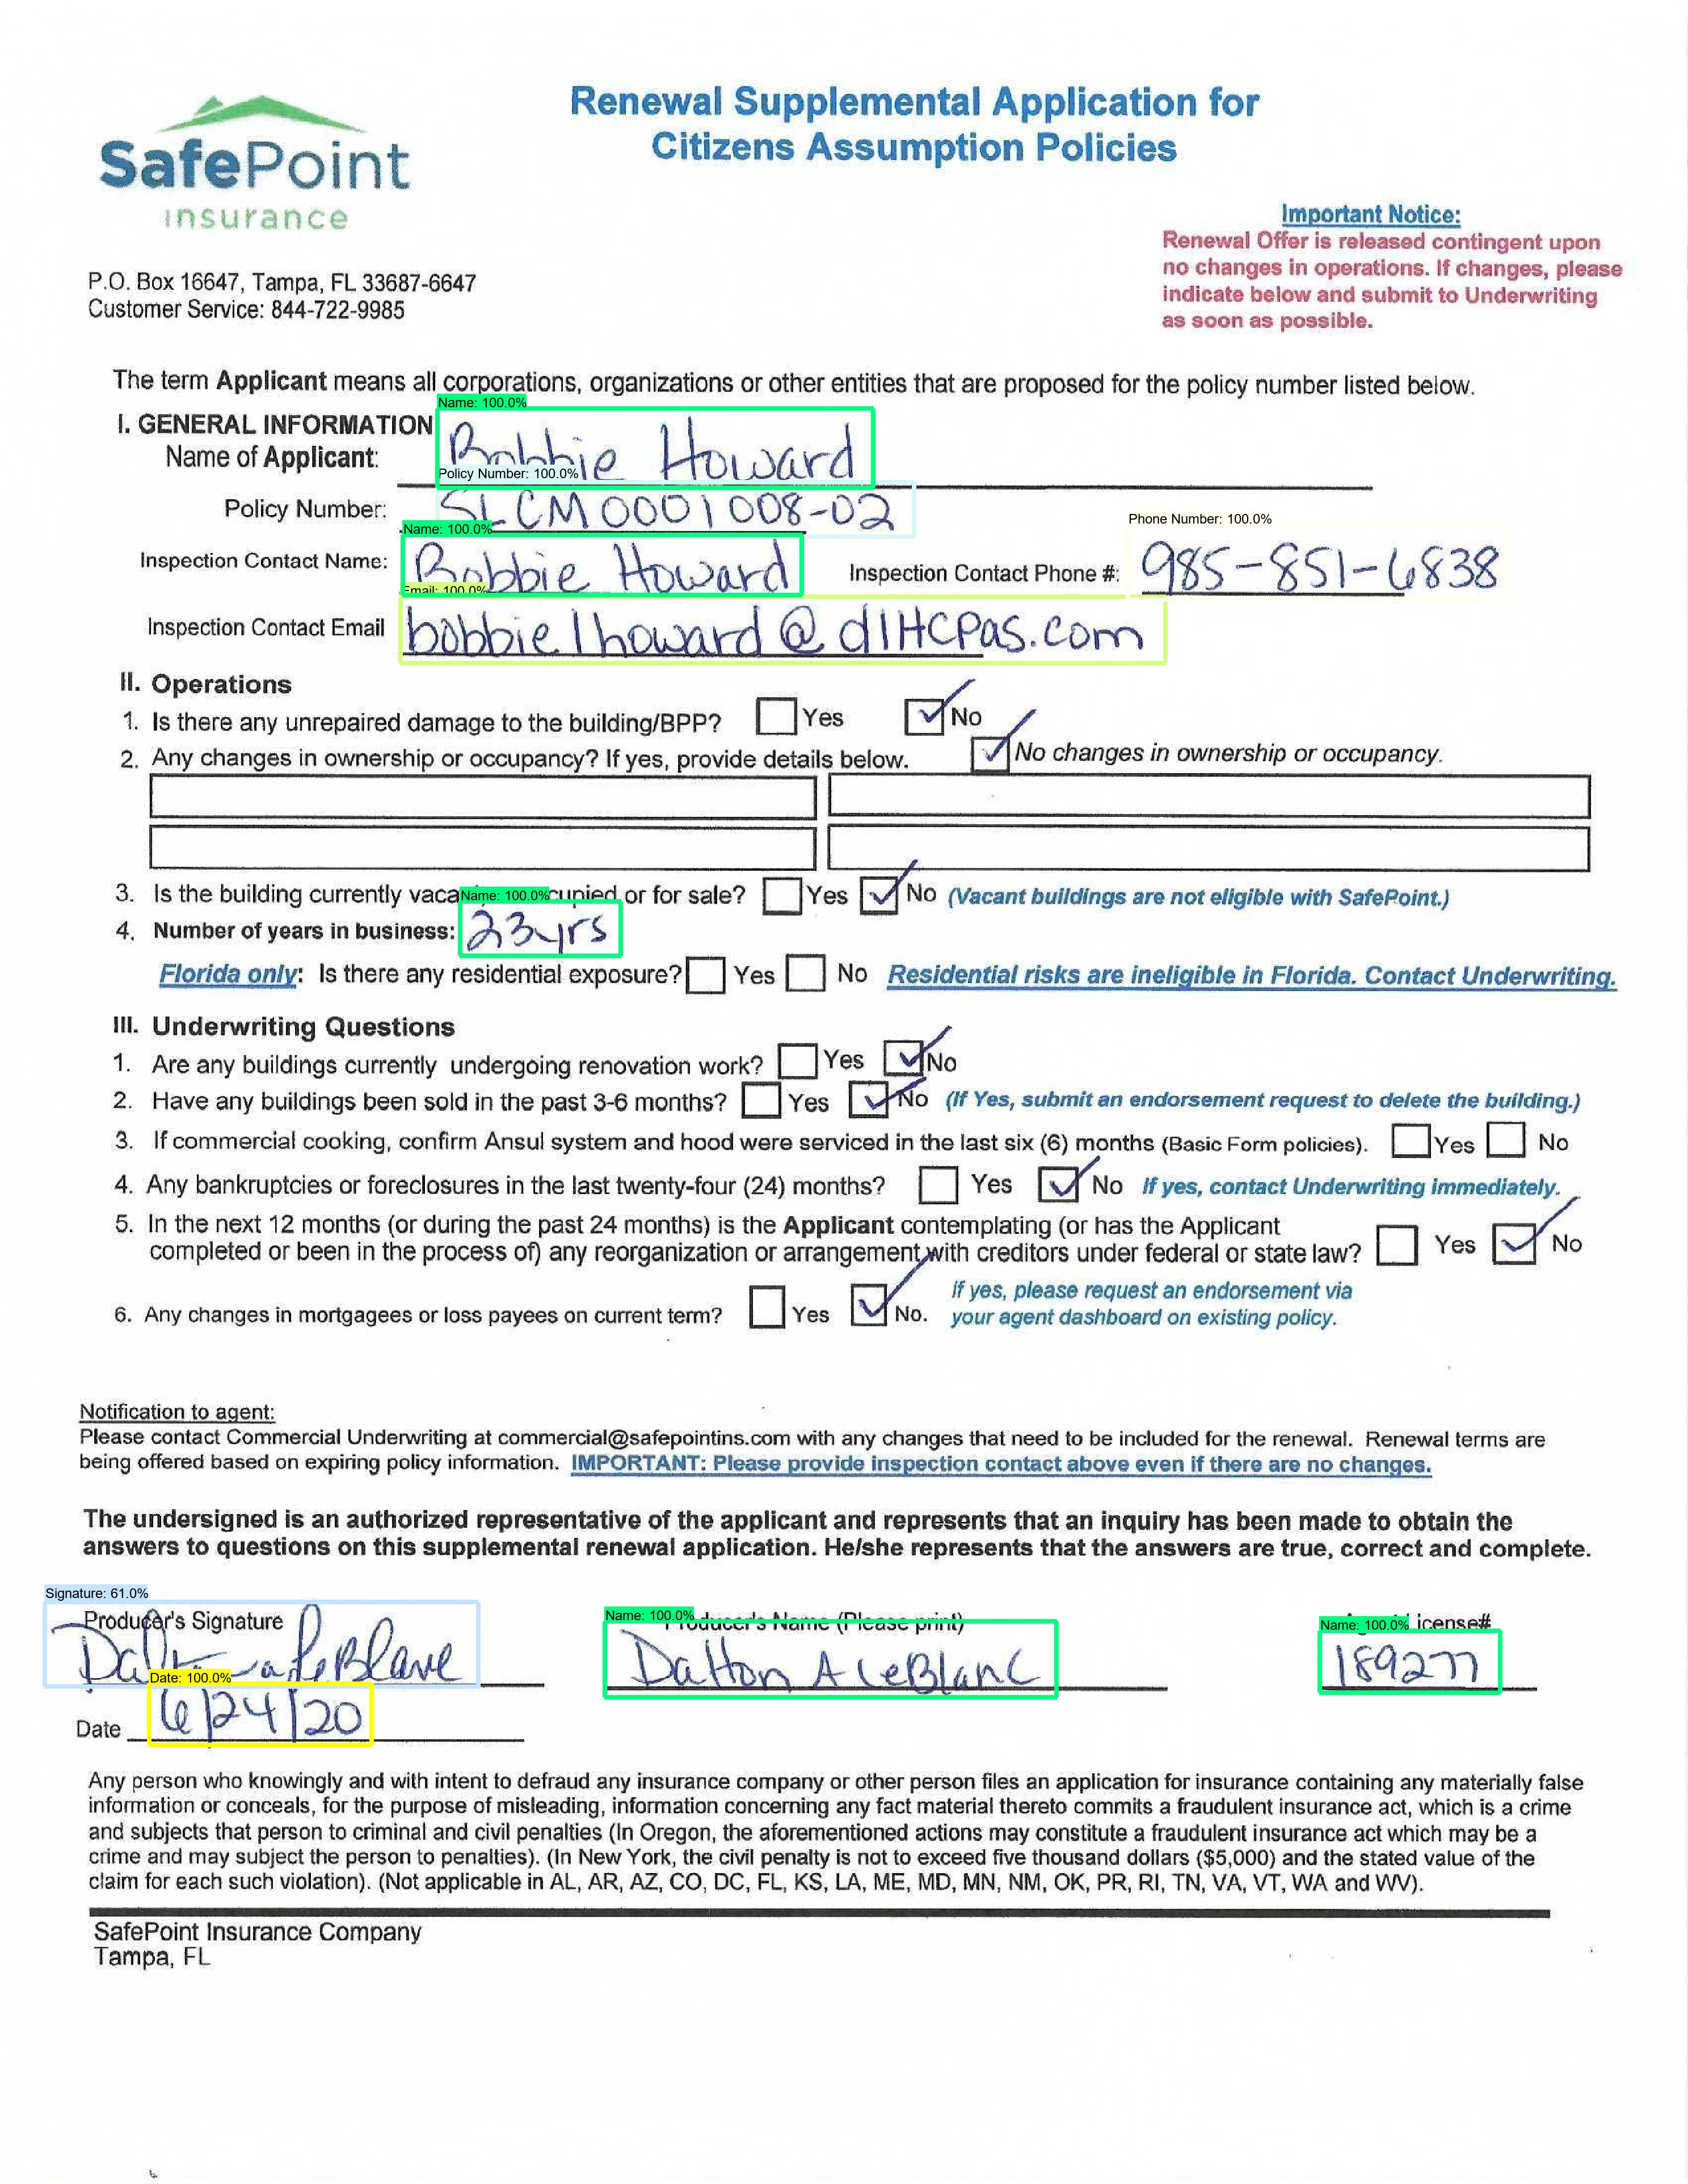 SafePoint
insurance
Renewal Supplemental Application for
Citizens Assumption Policies
Important Notice:
Renewal Offer is released contingent upon
no changes in operations. If changes, please
indicate below and submit to Underwriting
as soon as possible.
P.O. Box 16647, Tampa, FL 33687-6647
Customer Service: 844-722-9985
The term Applicant means all corporations, organizations or other entities that are proposed for the policy number listed below.
Name: 100.0%
I. GENERAL INFORMATION
Name of Applicant: Bobbie Howard
Policy Number: 100.0%
Policy Number: SLCM0001008-02
Name: 100.0%
Phone Number: 100.0%
Inspection Contact Name: Bobbie Howard Inspection Contact Phone #: 985-851-6838
Email: 100.0%
Inspection Contact Email bobbielhoward@dlHCPas.com
II. Operations
1. Is there any unrepaired damage to the building/BPP? Yes No
2. Any changes in ownership or occupancy? If yes, provide details below. No changes in ownership or occupancy.
3. Is the building currently vaca Name: 100.0% cupied or for sale? Yes No (Vacant buildings are not eligible with SafePoint.)
4. Number of years in business: 23yrs
Florida only: Is there any residential exposure? Yes No Residential risks are ineligible in Florida. Contact Underwriting.
III. Underwriting Questions
1. Are any buildings currently undergoing renovation work? Yes No
2. Have any buildings been sold in the past 3-6 months? Yes No (If Yes, submit an endorsement request to delete the building.)
3. If commercial cooking, confirm Ansul system and hood were serviced in the last six (6) months (Basic Form policies). Yes No
4. Any bankruptcies or foreclosures in the last twenty-four (24) months? Yes No If yes, contact Underwriting immediately.
5. In the next 12 months (or during the past 24 months) is the Applicant contemplating (or has the Applicant
completed or been in the process of) any reorganization or arrangement with creditors under federal or state law? Yes No
6. Any changes in mortgagees or loss payees on current term? Yes No. If yes, please request an endorsement via
your agent dashboard on existing policy.
Notification to agent:
Please contact Commercial Underwriting at commercial@safepointins.com with any changes that need to be included for the renewal. Renewal terms are
being offered based on expiring policy information. IMPORTANT: Please provide inspection contact above even if there are no changes.
The undersigned is an authorized representative of the applicant and represents that an inquiry has been made to obtain the
answers to questions on this supplemental renewal application. He/she represents that the answers are true, correct and complete.
Signature: 61.0%
Producer's Signature Name: 100.0% ducer's Name (Please print) Name: 100.0% icense#
Dalton A LeBlanc 189277
Date: 100.0%
Date 6/24/20
Any person who knowingly and with intent to defraud any insurance company or other person files an application for insurance containing any materially false
information or conceals, for the purpose of misleading, information concerning any fact material thereto commits a fraudulent insurance act, which is a crime
and subjects that person to criminal and civil penalties (In Oregon, the aforementioned actions may constitute a fraudulent insurance act which may be a
crime and may subject the person to penalties). (In New York, the civil penalty is not to exceed five thousand dollars ($5,000) and the stated value of the
claim for each such violation). (Not applicable in AL, AR, AZ, CO, DC, FL, KS, LA, ME, MD, MN, NM, OK, PR, RI, TN, VA, VT, WA and WV).
SafePoint Insurance Company
Tampa, FL